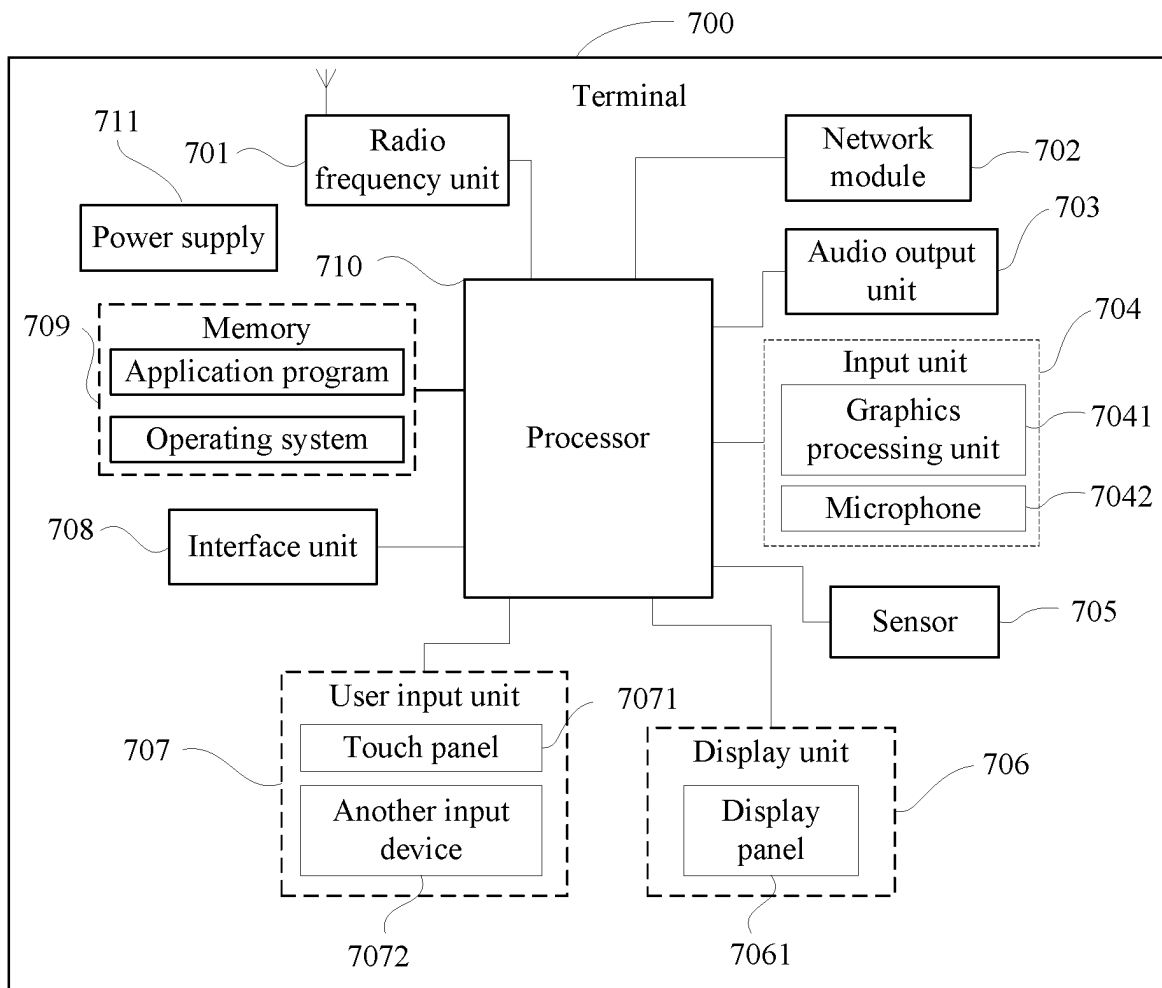 700
Terminal
711
701
Radio
frequency unit
Network
module
702
Power supply
703
Audio output
unit
710
709
Memory
Application program
Operating system
Processor
704
Input unit
Graphics
processing unit
7041
Microphone
7042
708
Interface unit
Sensor
705
User input unit
7071
Touch panel
707
Another input
device
7072
Display unit
706
Display
panel
7061